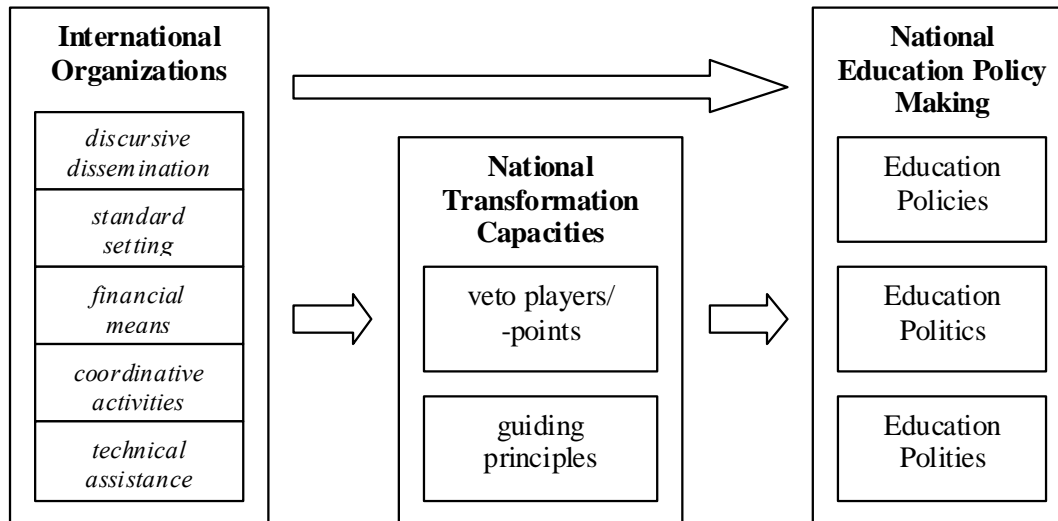 International
Organizations
discursive
dissemination
standard
setting
financial
means
coordinative
activities
technical
assistance
National
Transformation
Capacities
veto players/
-points
guiding
principles
National
Education Policy
Making
Education
Policies
Education
Politics
Education
Polities